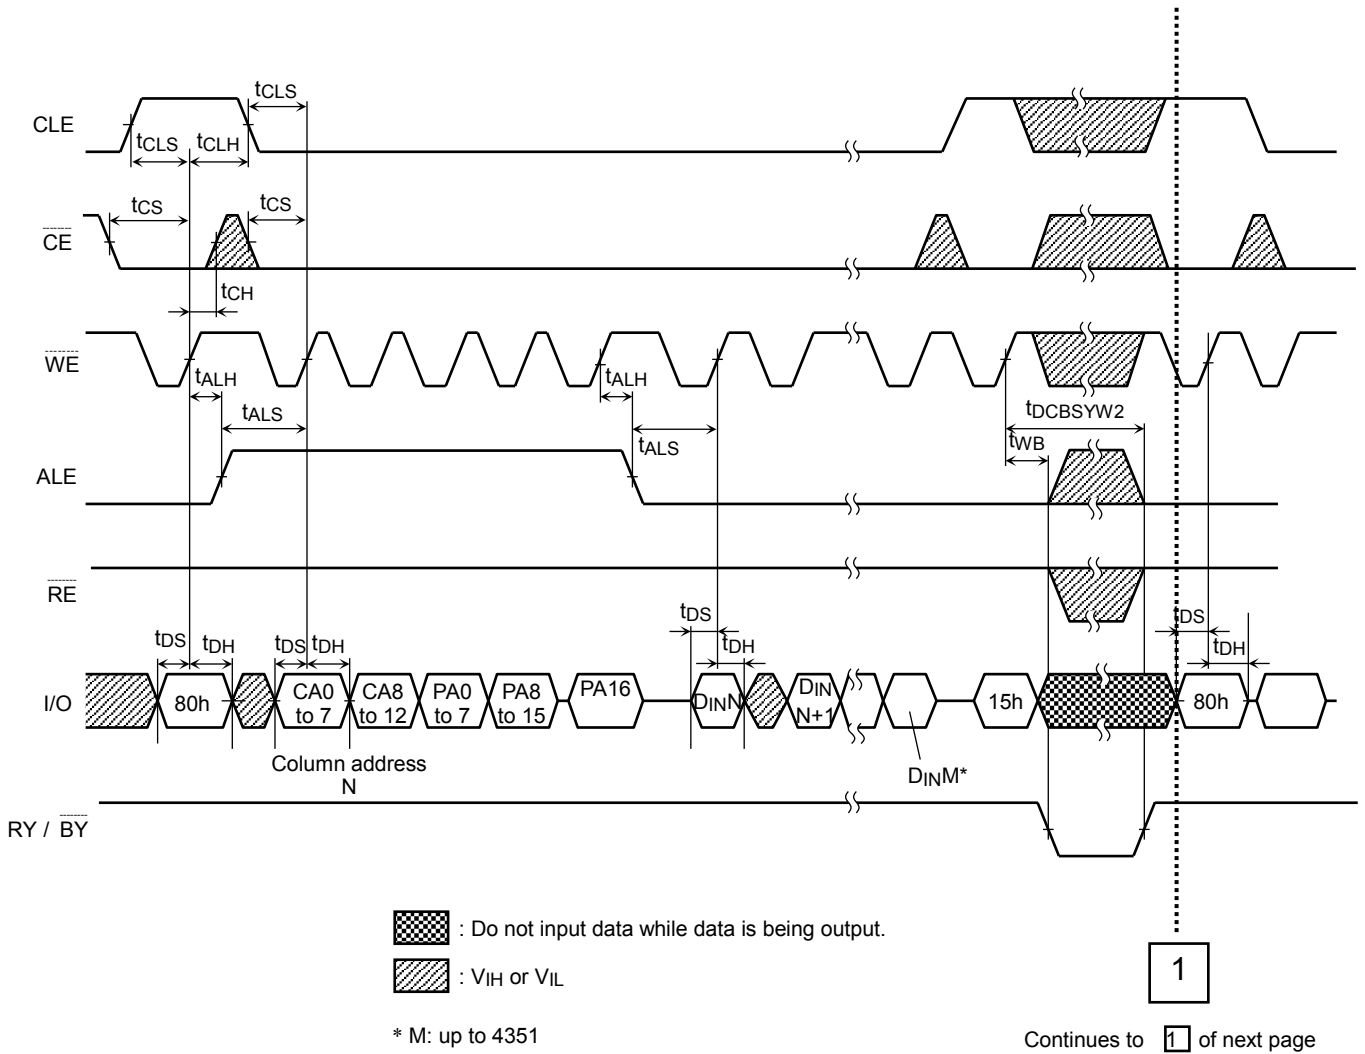 tCLS
CLE
tCLS tCLH
tCS tCS
CE
tCH
WE
tALH tALH
tALS tDCBSYW2
tALS tWB
ALE
RE
tDS tDH tDS tDH tDS tDH tDS tDH
I/O
80h
CA0 to 7
CA8 to 12
PA0 to 7
PA8 to 15
PA16
DINN
DIN N+1
15h
80h
Column address
N
DINM*
RY / BY
: Do not input data while data is being output.
: VIH or VIL
1
* M: up to 4351
Continues to 1 of next page